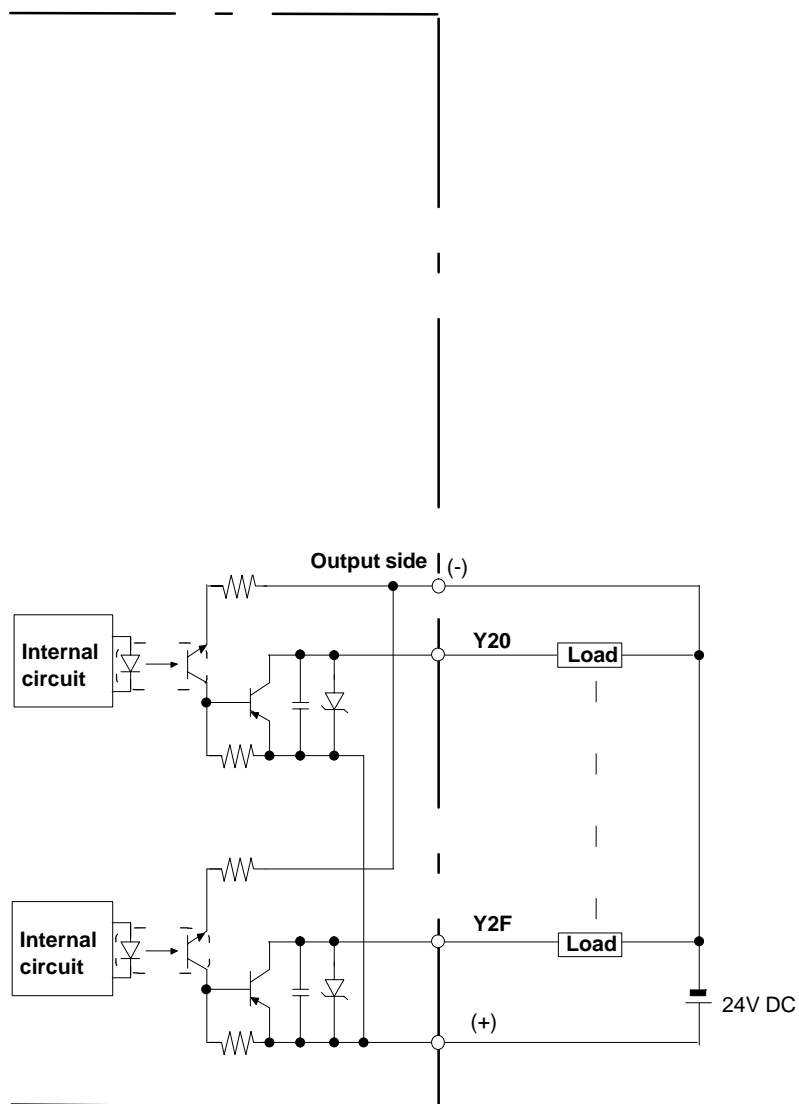 Output side
(-)
Internal
circuit
Y20
Load
Internal
circuit
Y2F
Load
24V DC
(+)